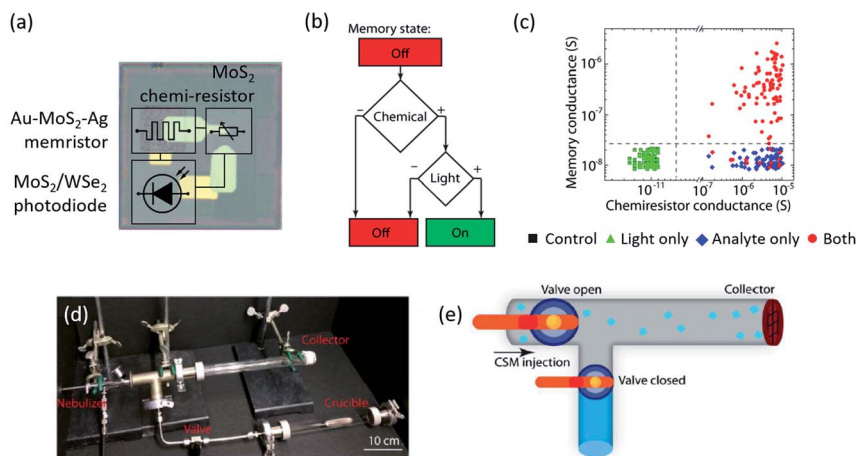 (a)
MoS₂
chemi-resistor
Au-MoS₂-Ag
memristor
MoS₂/WSe₂
photodiode
(b)
Memory state:
Off
−
Chemical
+
−
Light
+
Off
On
(c)
Memory conductance (S)
10⁻⁶
10⁻⁷
10⁻⁸
10⁻¹¹
10⁻⁷
10⁻⁶
10⁻⁵
Chemiresistor conductance (S)
Control
Light only
Analyte only
Both
(d)
Collector
Nebulizer
Crucible
Valve
10 cm
(e)
Valve open
Collector
CSM injection
Valve closed